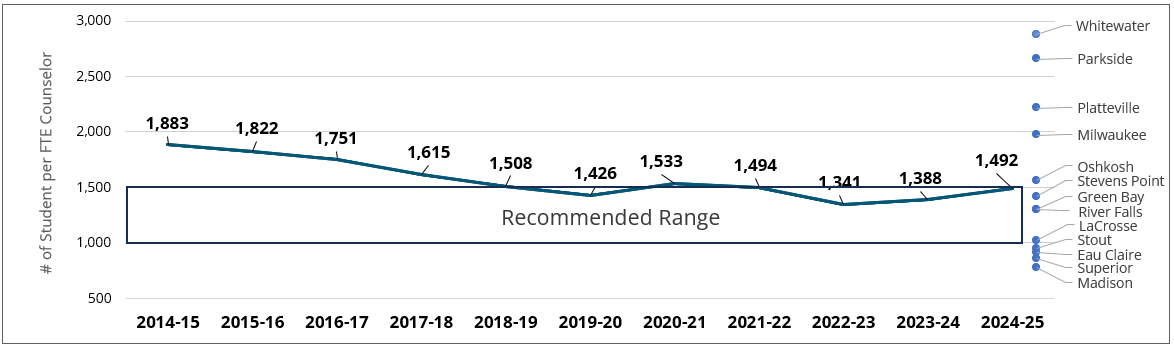 # of Student per FTE Counselor
3,000
2,500
2,000
1,500
1,000
500
1,883
1,822
1,751
1,615
1,508
1,426
1,533
1,494
1,341
1,388
1,492
Recommended Range
Whitewater
Parkside
Platteville
Milwaukee
Oshkosh
Stevens Point
Green Bay
River Falls
LaCrosse
Stout
Eau Claire
Superior
Madison
2014-15 2015-16 2016-17 2017-18 2018-19 2019-20 2020-21 2021-22 2022-23 2023-24 2024-25